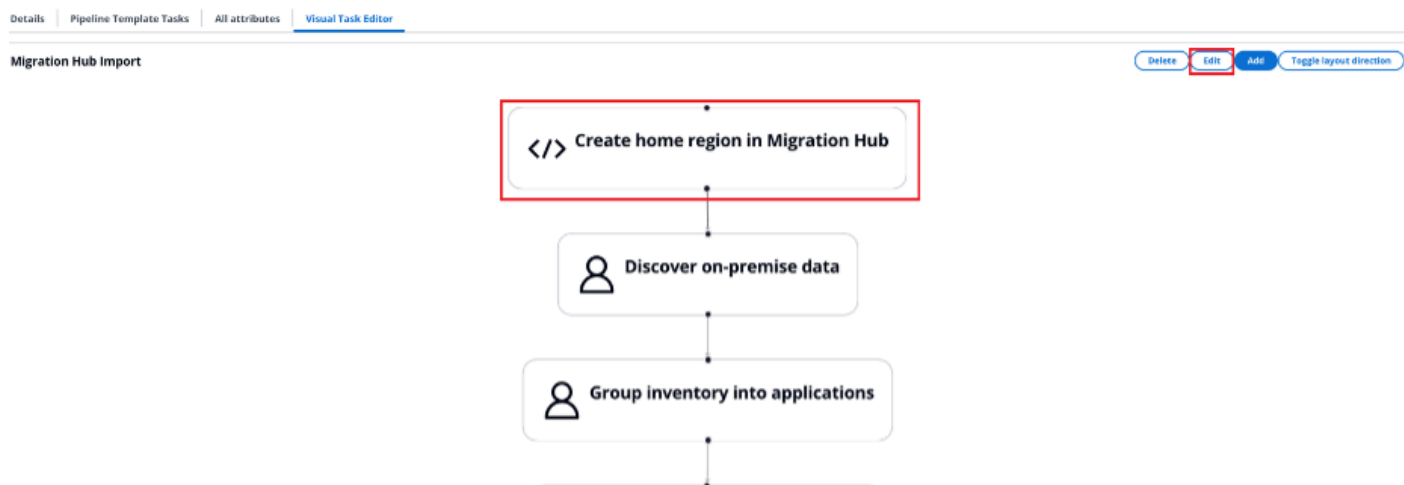 Details
Pipeline Template Tasks
All attributes
Visual Task Editor
Migration Hub Import
Delete
Edit
Add
Toggle layout direction
</> Create home region in Migration Hub
Discover on-premise data
Group inventory into applications